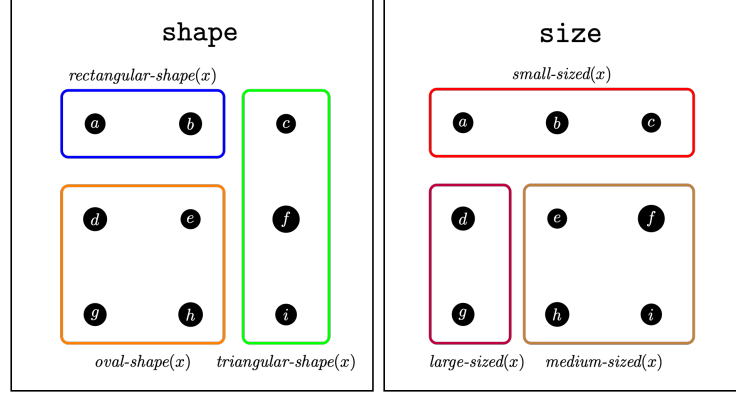 shape
rectangular-shape(x)
a b c
d e f
g h i
oval-shape(x) triangular-shape(x)
size
small-sized(x)
a b c
d e f
g h i
large-sized(x) medium-sized(x)